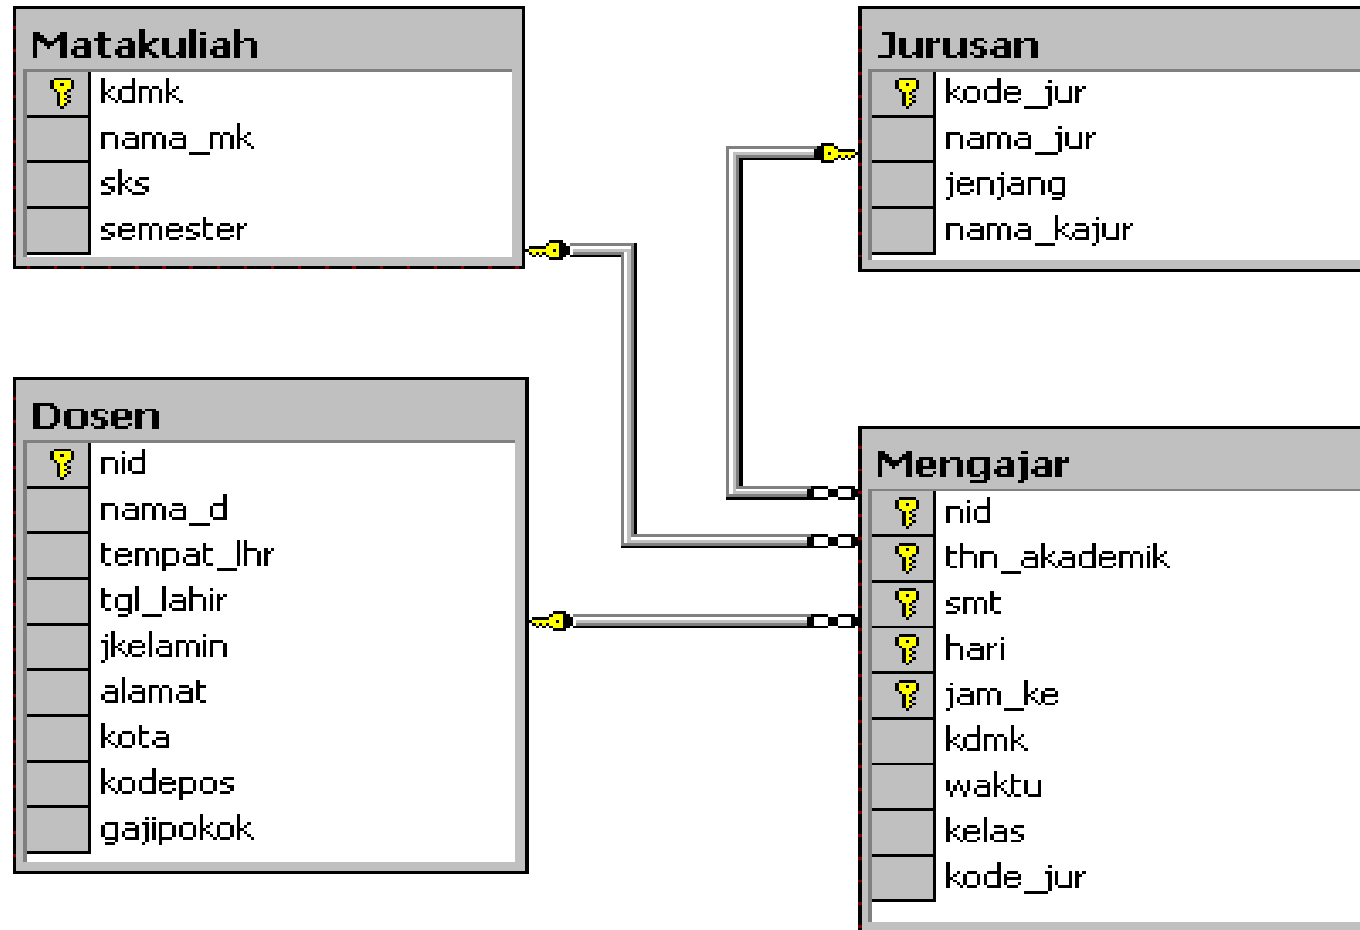 Matakuliah
kdmk
nama_mk
sks
semester
Jurusan
kode_jur
nama_jur
jenjang
nama_kajur
Dosen
nid
nama_d
tempat_lhr
tgl_lahir
jkelamin
alamat
kota
kodepos
gajipokok
Mengajar
nid
thn_akademik
smt
hari
jam_ke
kdmk
waktu
kelas
kode_jur